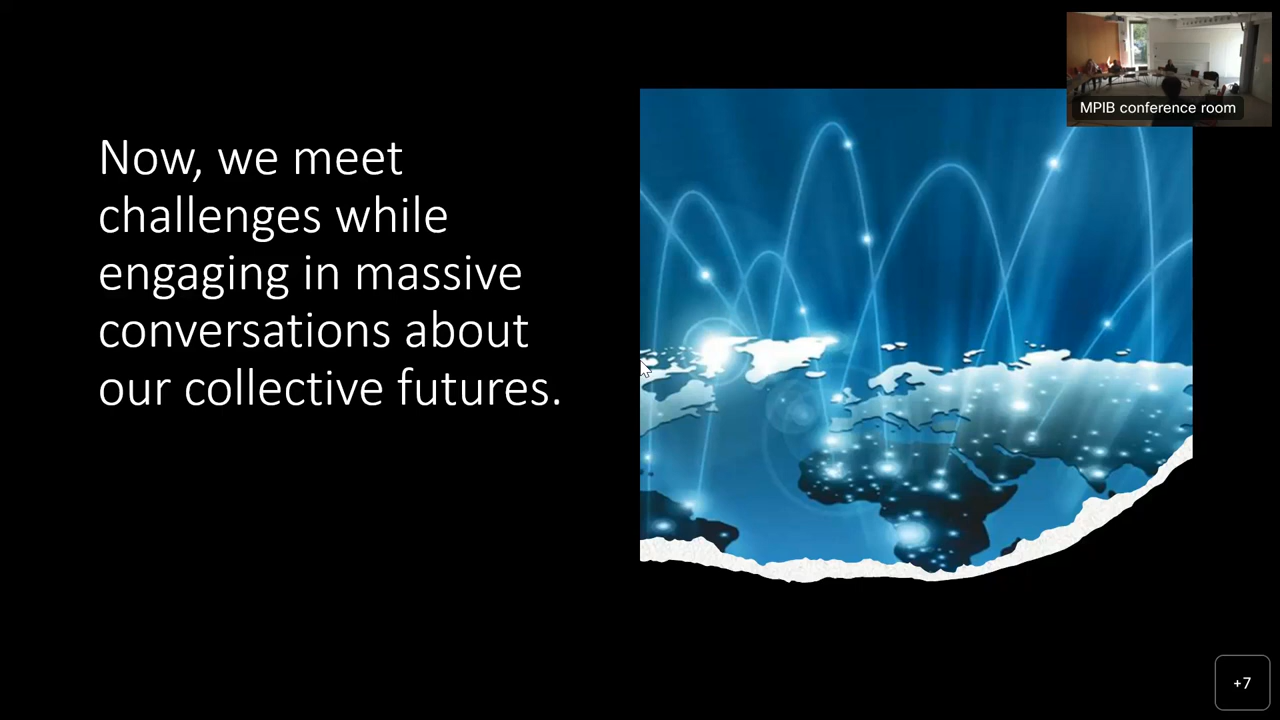 Now, we meet
challenges while
engaging in massive
conversations about
our collective futures.
MPIB conference room
+7